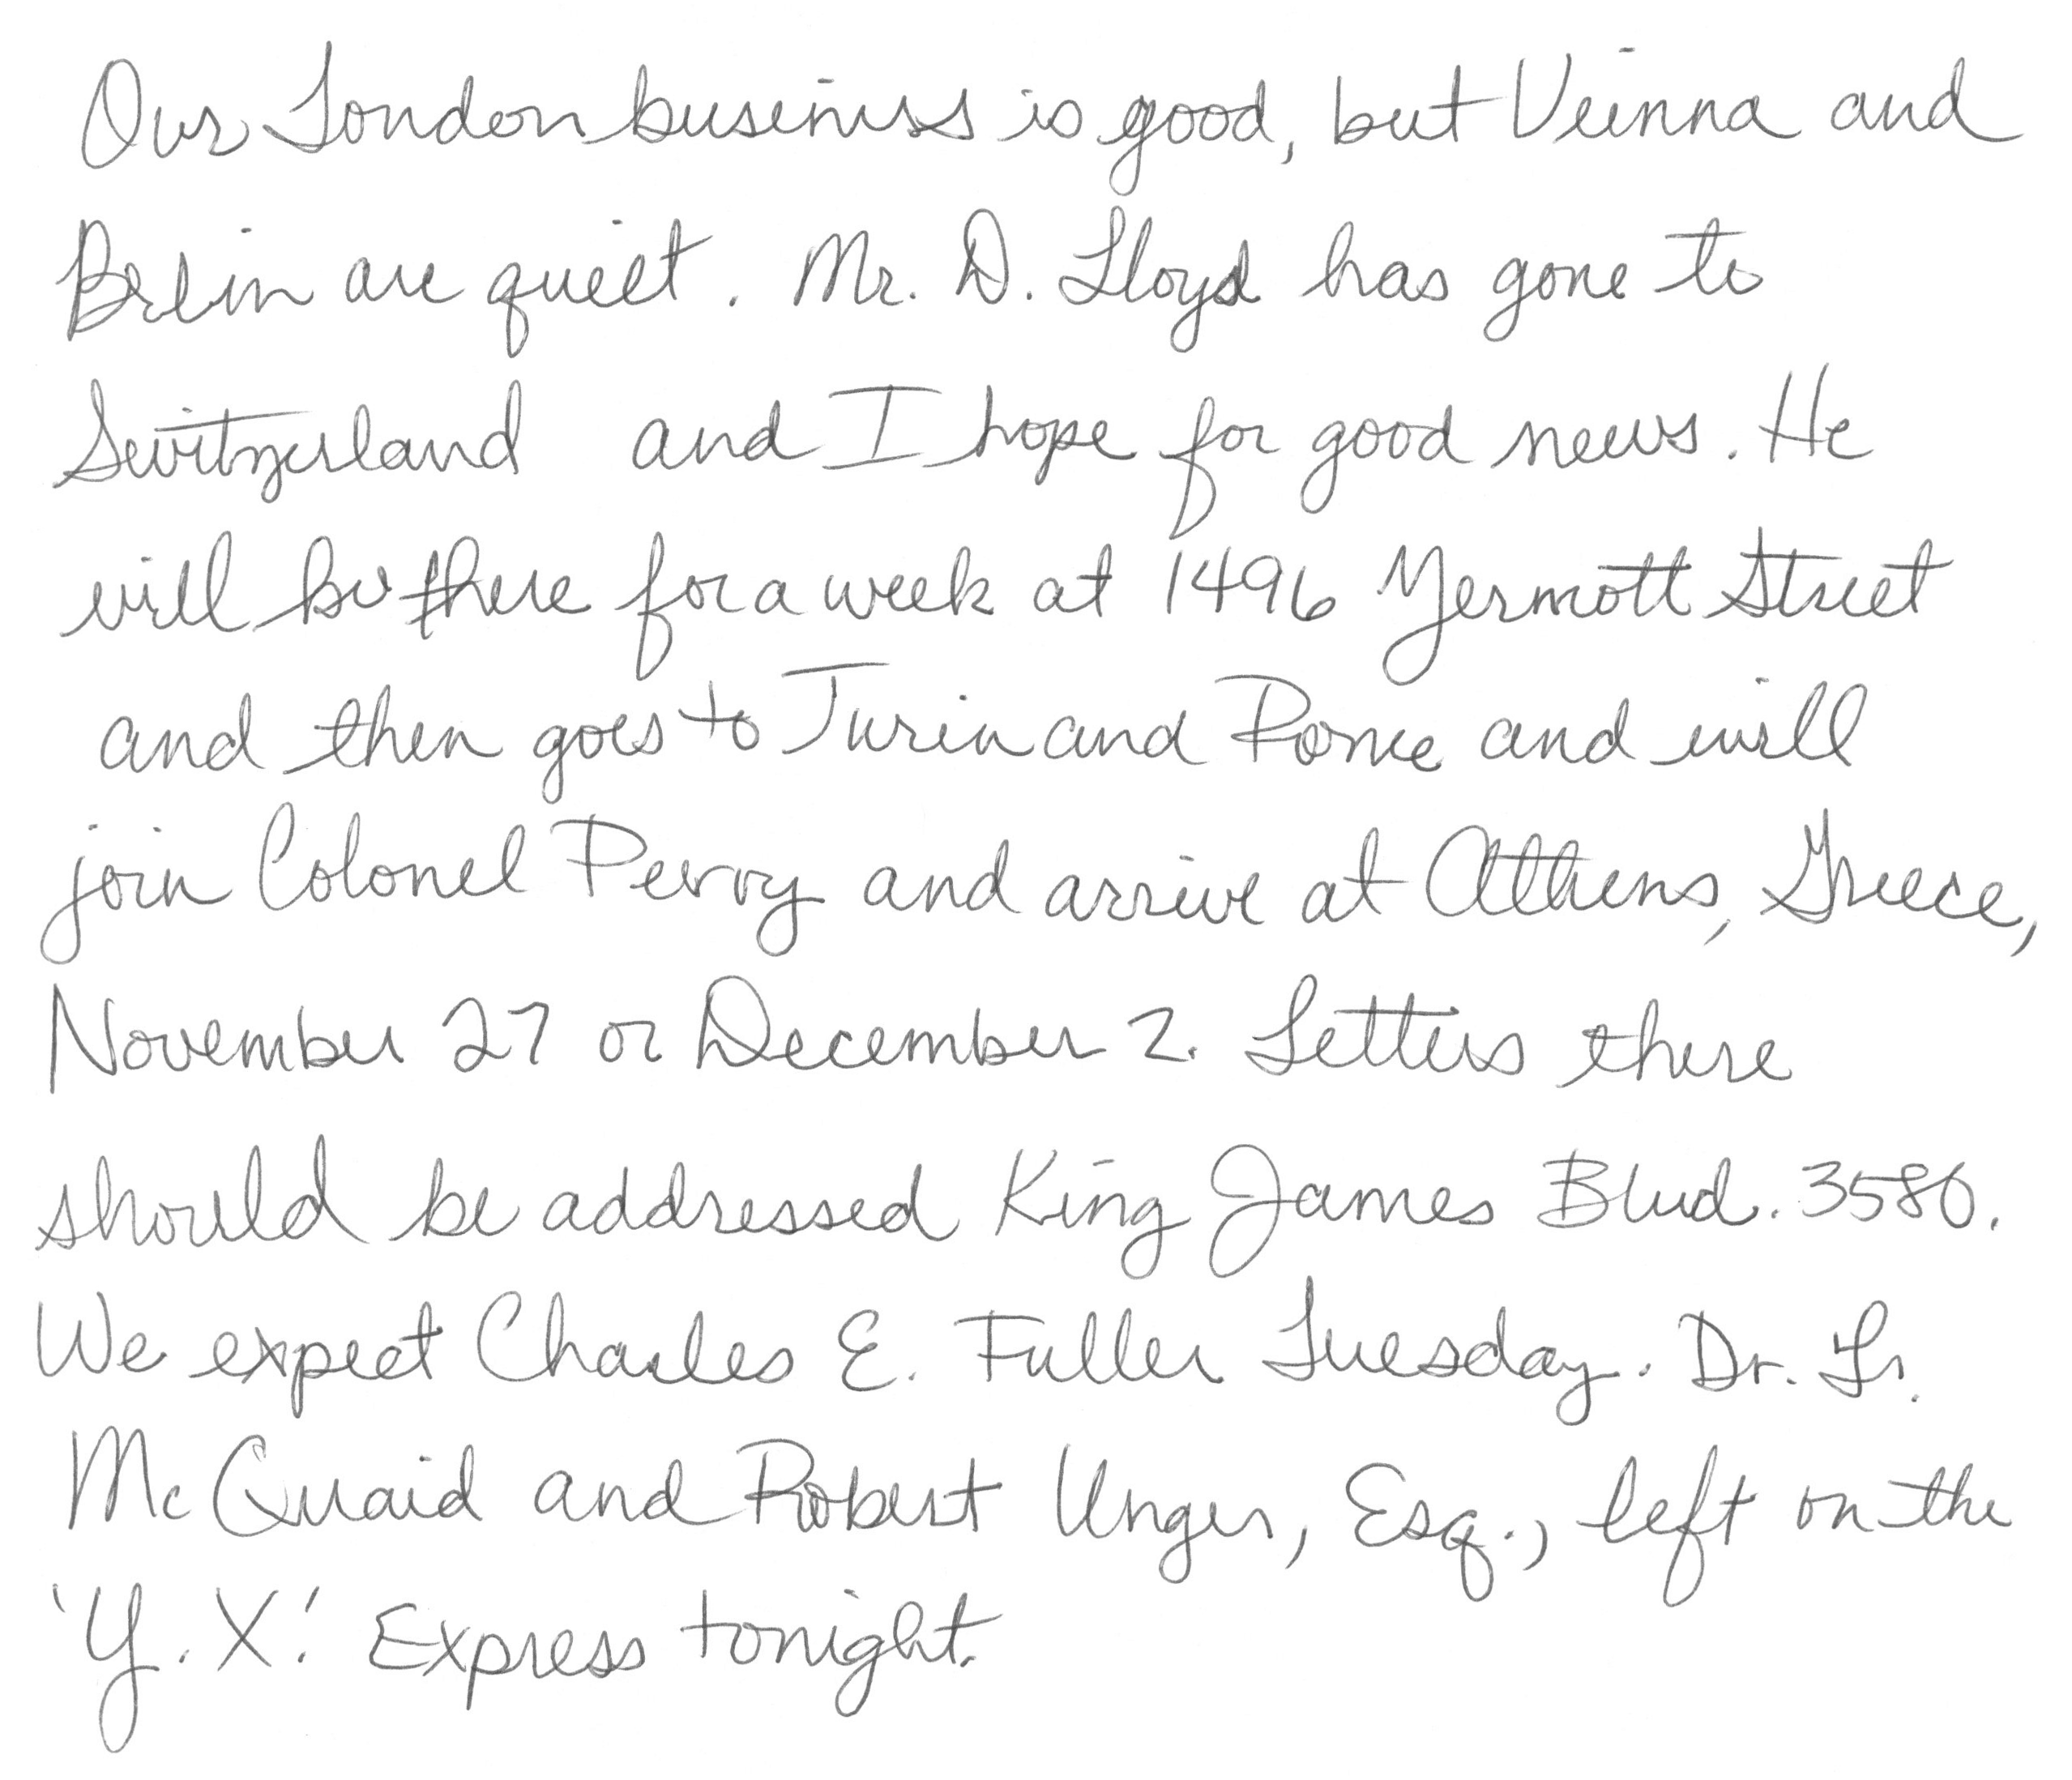 Our London business is good, but Veinna and
Berlin are quiet. Mr. D. Lloyd has gone to
Switzerland and I hope for good news. He
will be there for a week at 1496 Zermott Street
and then goes to Turin and Rome and will
join Colonel Perry and arrive at Athens, Greece,
November 27 or December 2. Letters there
should be addressed King James Blvd. 3580.
We expect Charles E. Fuller Tuesday. Dr. L.
McQuaid and Robert Unger, Esq., left on the
'Y. X.' Express tonight.